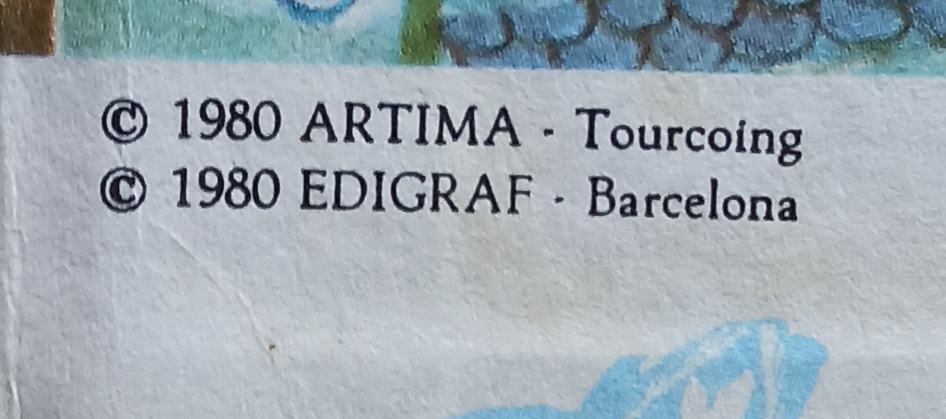 © 1980 ARTIMA - Tourcoing
© 1980 EDIGRAF - Barcelona